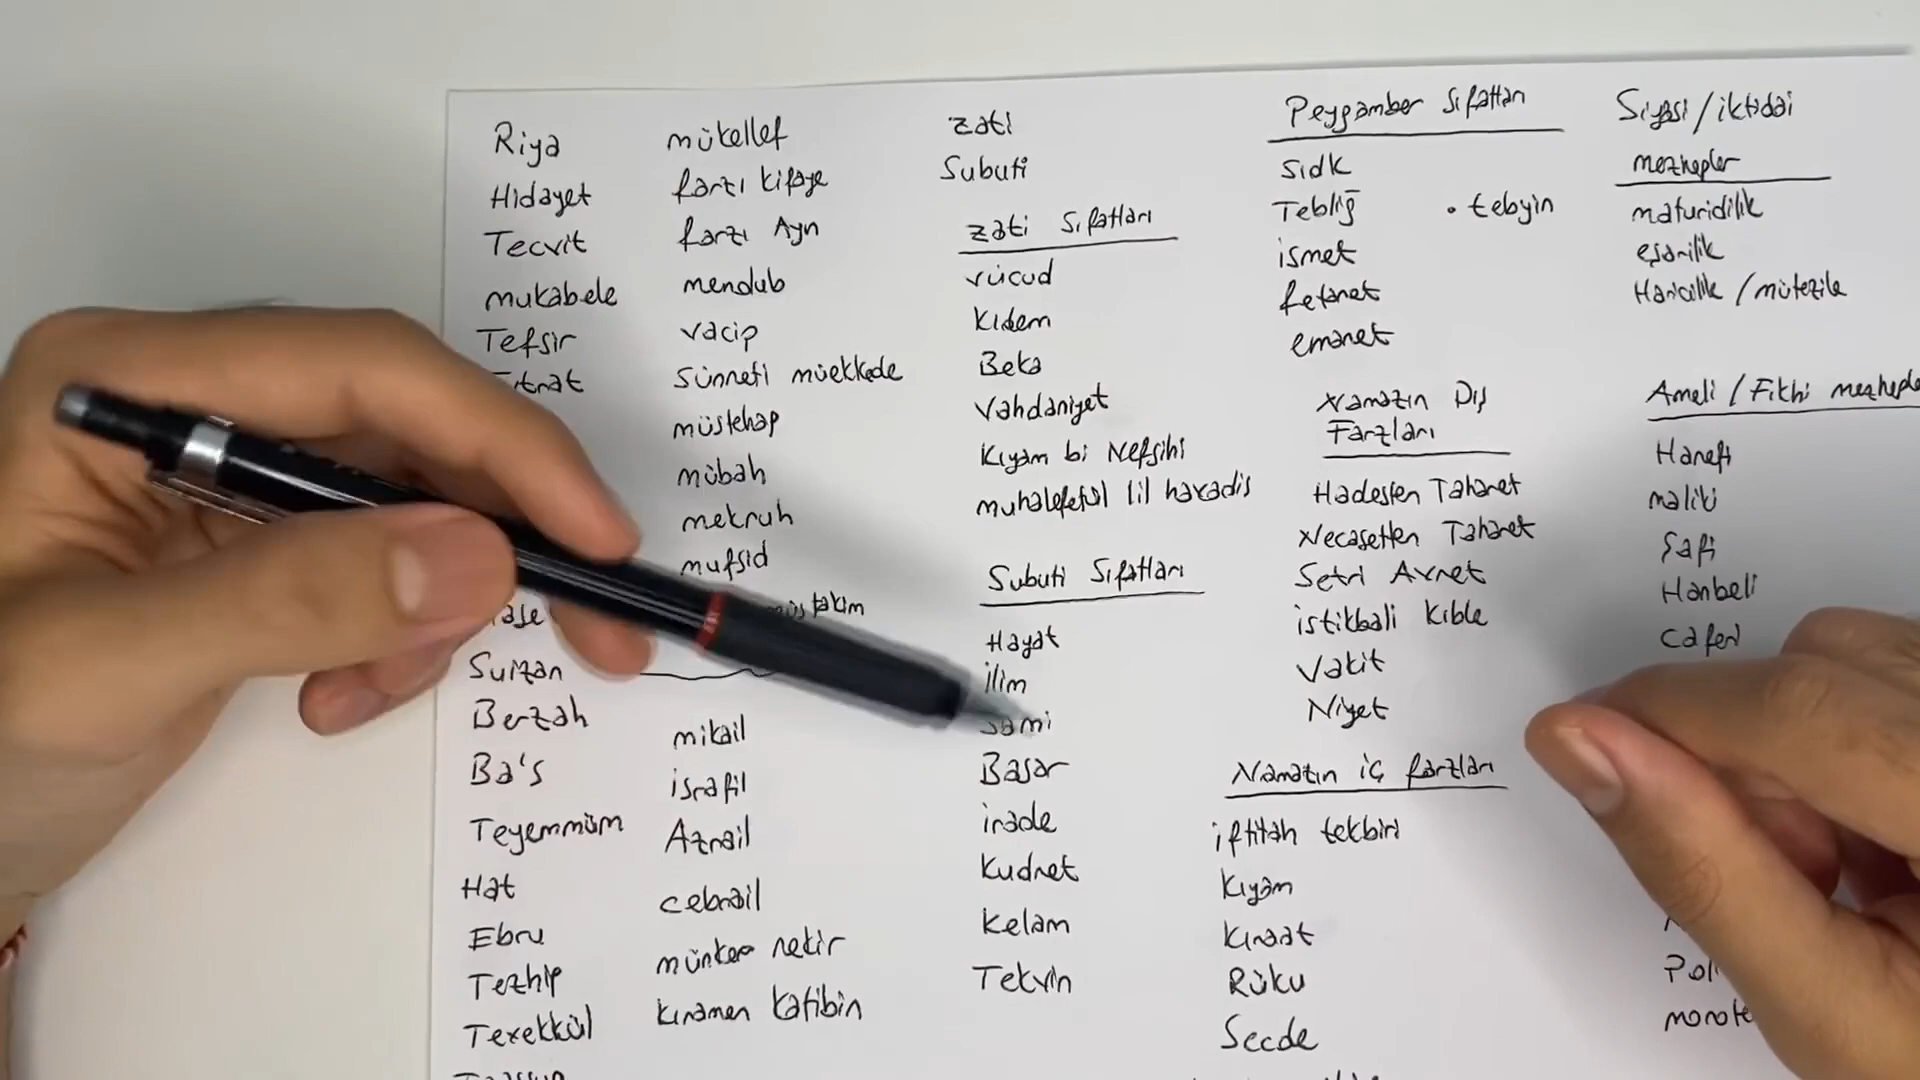 Riya
Hidayet
Tecvit
mukabele
Tefsir
Suizan
Berzah
Ba's
Teyemmüm
Hat
Ebru
Tezhip
Tevekkül
mükellef
farzı kifaye
farzı Ayn
mendub
vacip
sünneti müekkede
müstehap
mübah
mekruh
mufsid
mikail
israfil
Azrail
cebrail
münker nekir
kiramen katibin
zati
Subuti
zati sıfatları
vücud
Kıdem
Beka
Vahdaniyet
Kıyam bi Nefsihi
muhalefetül lil havadis
Subuti Sıfatları
Hayat
ilim
Semi
Basar
irade
Kudret
Kelam
Tekvin
Peygamber Sıfatları
Sıdk
Tebliğ • tebyin
ismet
fetanet
emanet
Namazın Dış
Farzları
Hadesten Taharet
Necasetten Taharet
Setri Avret
istikbali Kıble
Vakit
Niyet
Namazın iç farzları
iftitah tekbiri
Kıyam
Kıraat
Rüku
Secde
Siyasi / iktidai
mezhepler
maturidilik
eşarilik
Haricilik / mütezile
Ameli / Fıkhi
Hanefi
maliki
Şafi
Hanbeli
Caferi